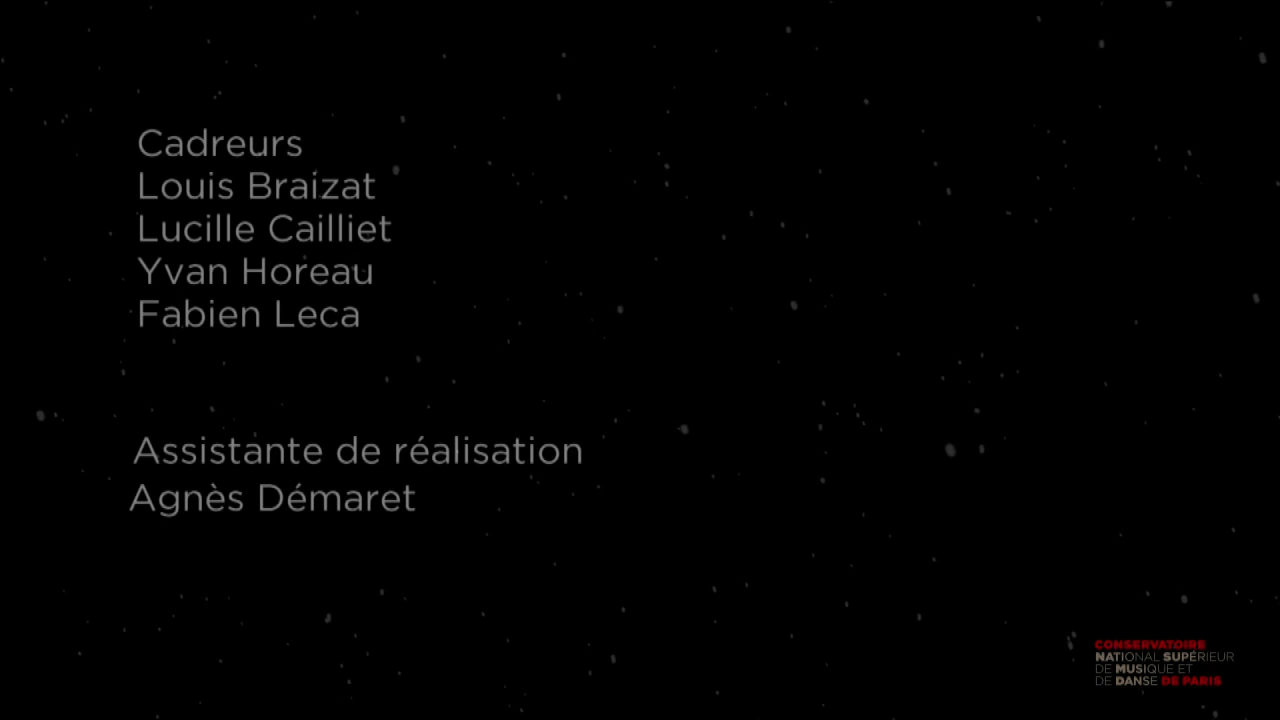 Cadreurs
Louis Braizat
Lucille Cailliet
Yvan Horeau
Fabien Leca
Assistante de réalisation
Agnès Démaret
CONSERVATOIRE
NATIONAL SUPÉRIEUR
DE MUSIQUE ET
DE DANSE DE PARIS